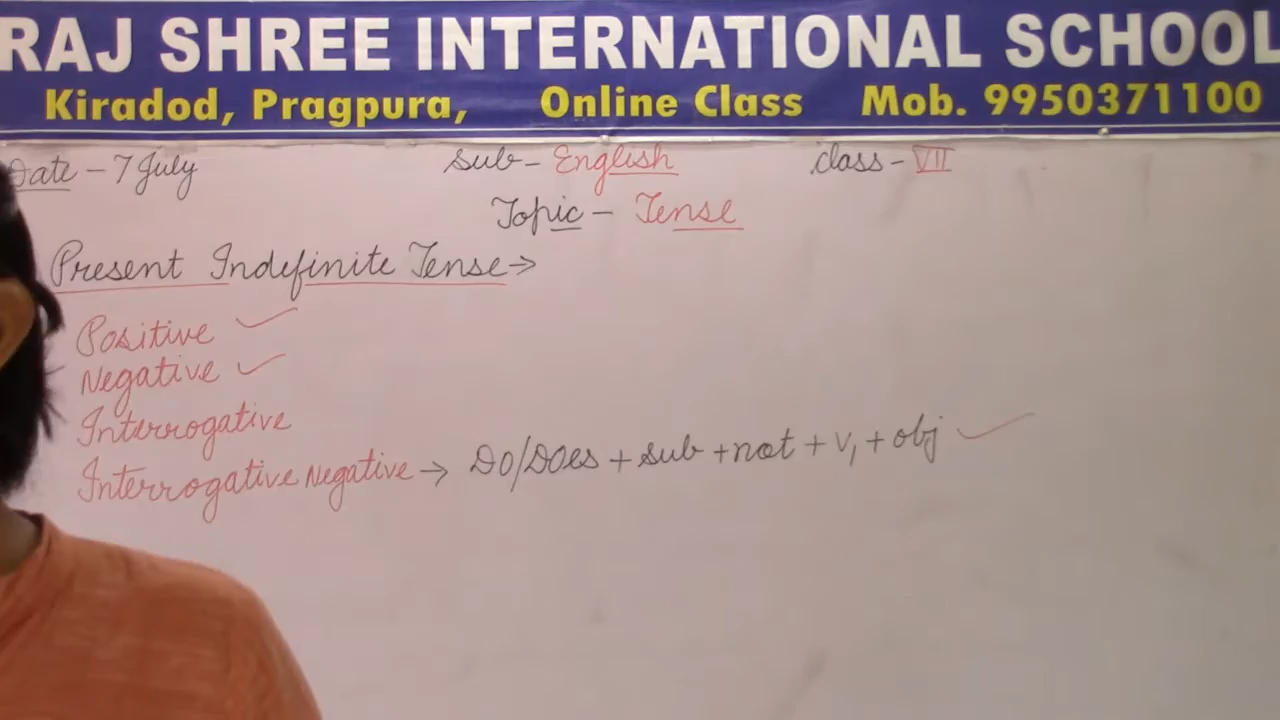 RAJ SHREE INTERNATIONAL SCHOOL
Kiradod, Pragpura, Online Class Mob. 9950371100
Date - 7 July Sub - English class - VII
Topic - Tense
Present Indefinite Tense →
Positive ✓
Negative ✓
Interrogative
Interrogative Negative → DO/DOES + sub + not + V₁ + obj ✓